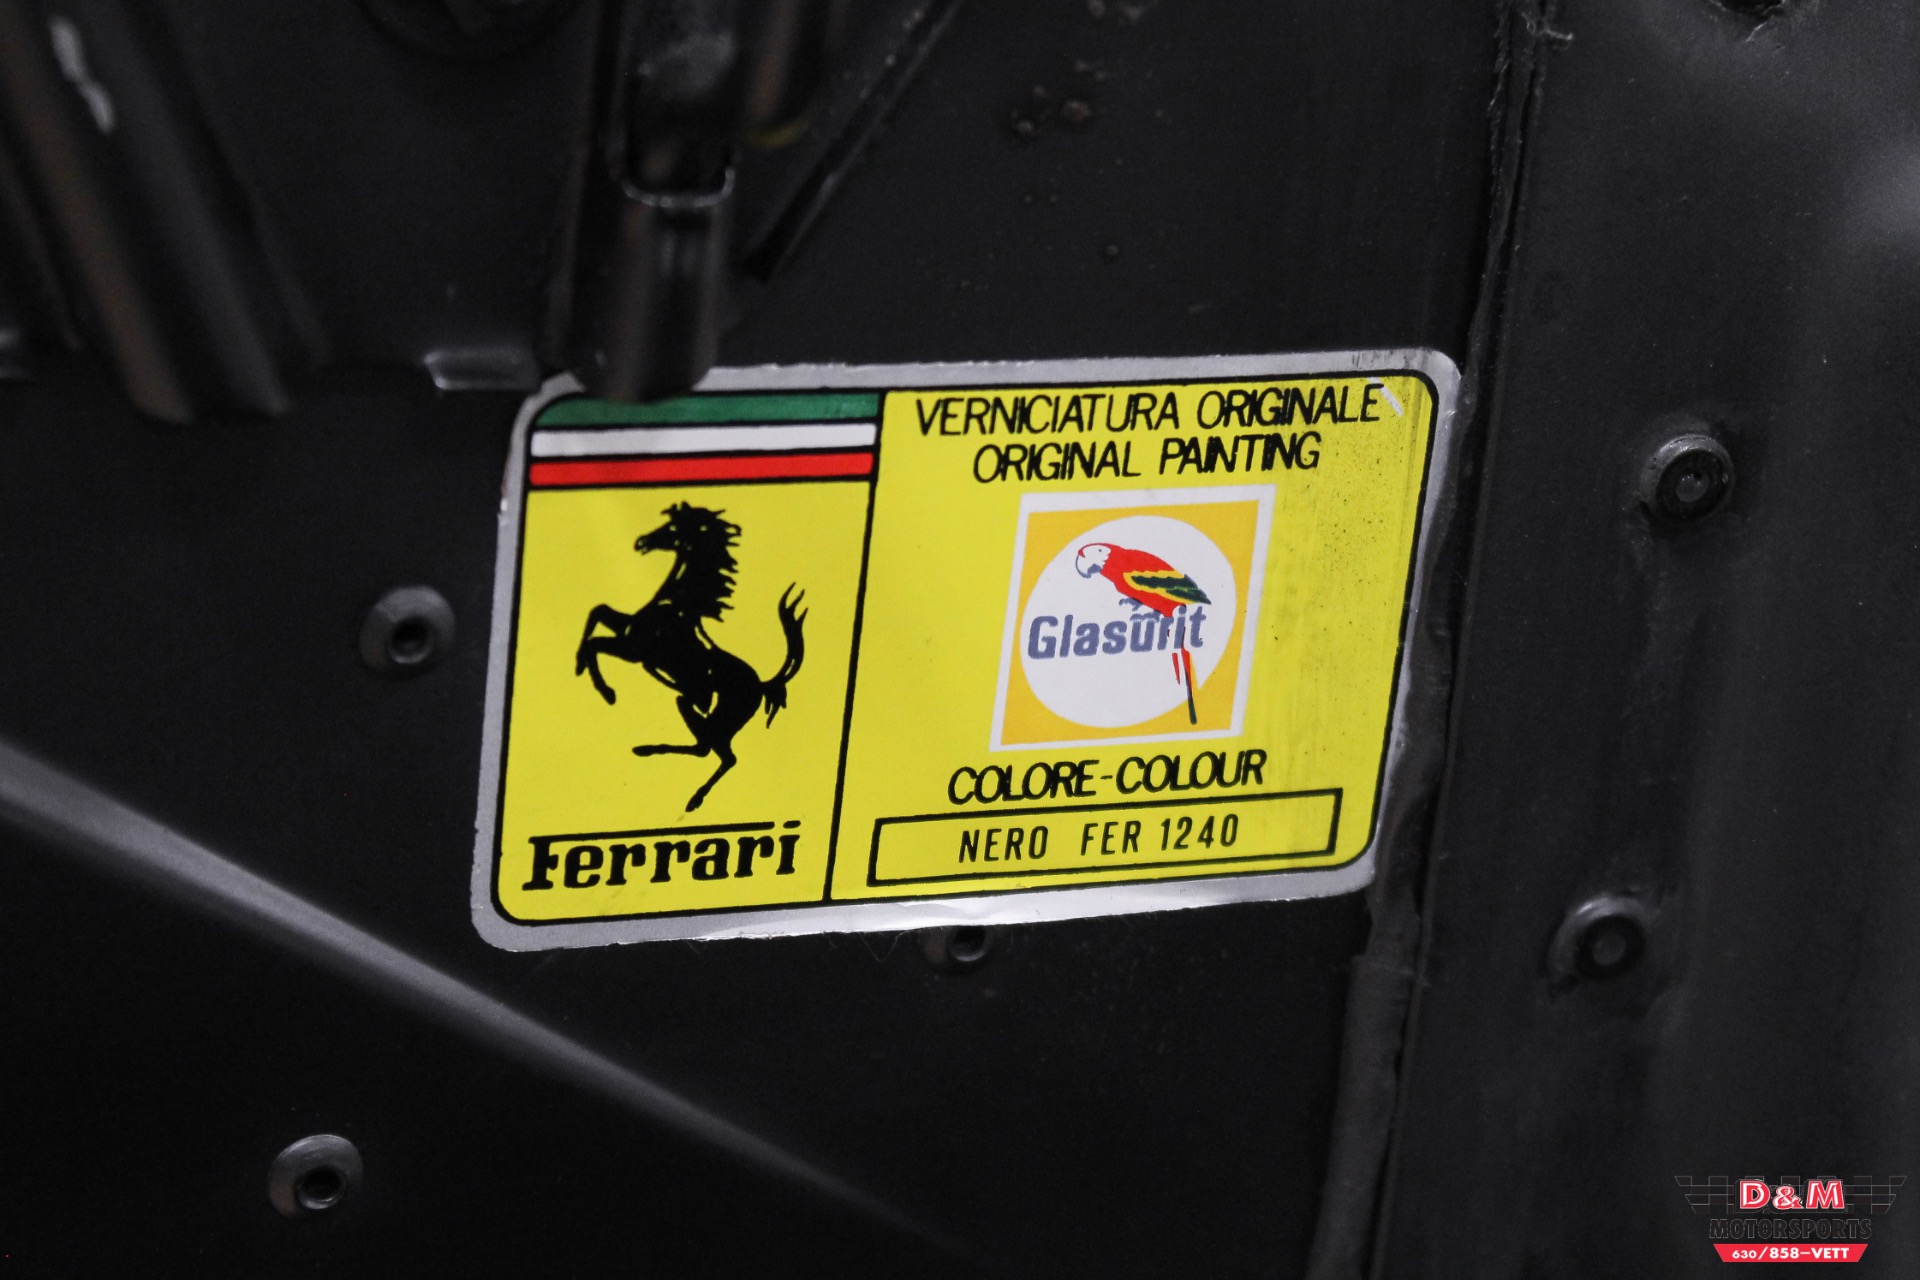 VERNICIATURA ORIGINALE
ORIGINAL PAINTING
Glasurit
COLORE-COLOUR
NERO FER 1240
Ferrari
D&M
MOTORSPORTS
630/858-VETT